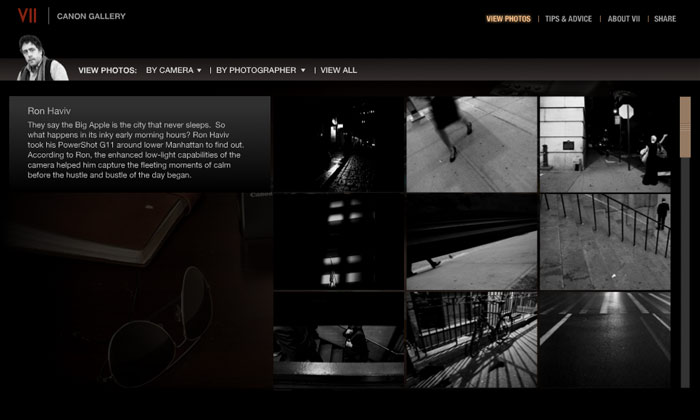 VII CANON GALLERY
VIEW PHOTOS TIPS & ADVICE ABOUT VII SHARE
VIEW PHOTOS: BY CAMERA BY PHOTOGRAPHER VIEW ALL
Ron Haviv
They say the Big Apple is the city that never sleeps. So
what happens in its inky early morning hours? Ron Haviv
took his PowerShot G11 around lower Manhattan to find out.
According to Ron, the enhanced low-light capabilities of the
camera helped him capture the fleeting moments of calm
before the hustle and bustle of the day began.